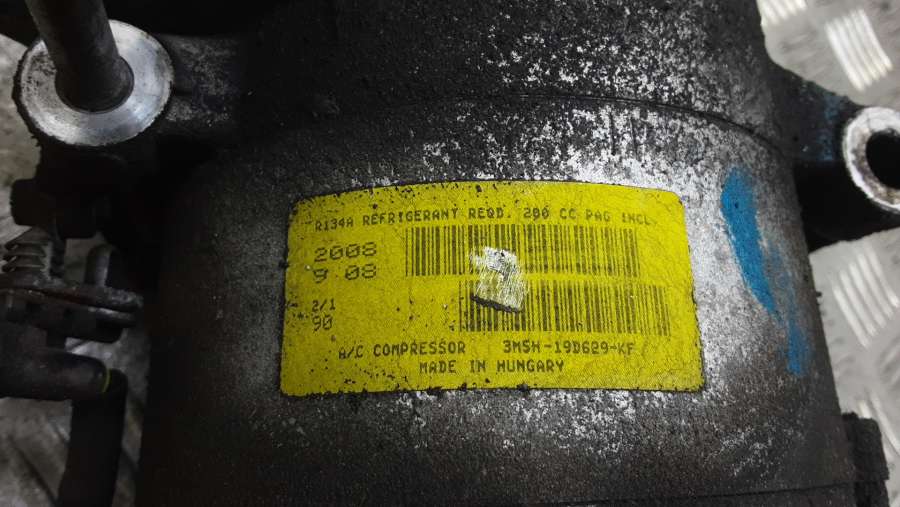 R134A REFRIGERANT REQD. 200 CC PAG INCL.
2008
9 08
2/1
90
A/C COMPRESSOR 3M5H-19D629-KF
MADE IN HUNGARY